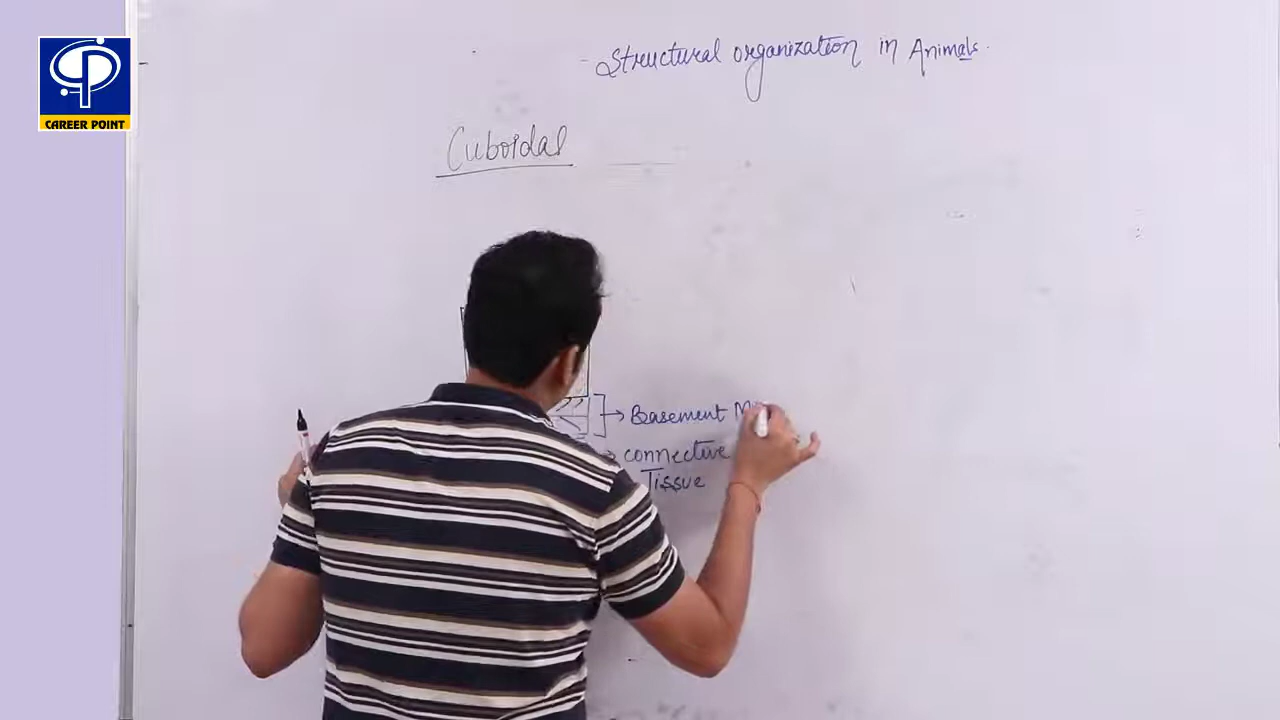 CAREER POINT
Structural organization in Animals.
Cuboidal
Basement
connective
Tissue